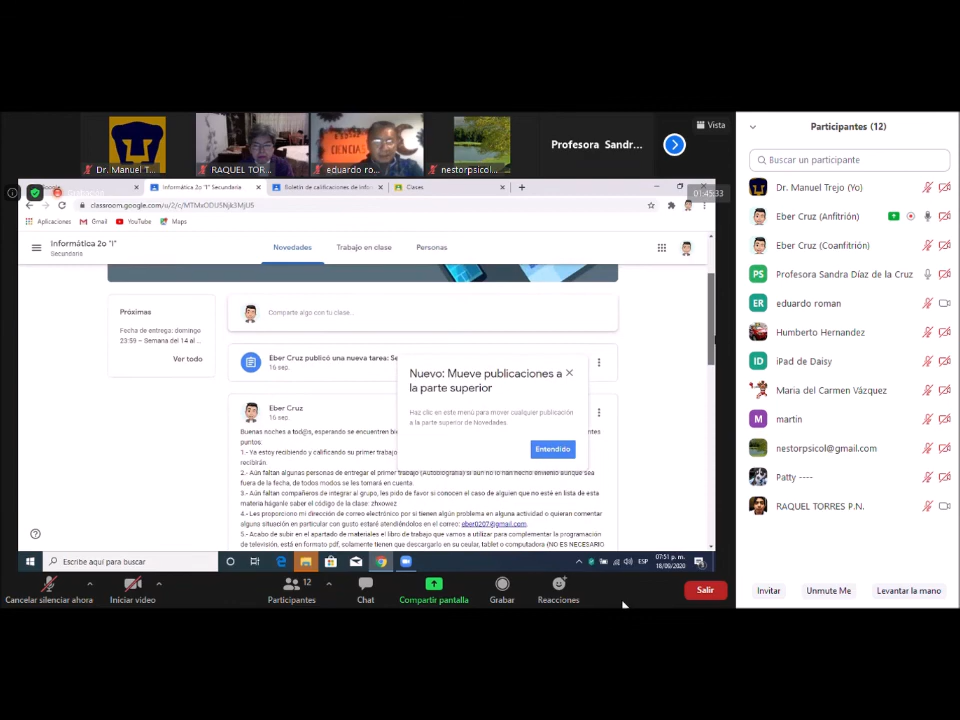 Vista
Participantes (12)
Dr. Manuel T...
RAQUEL TOR...
CIENCIA
eduardo ro...
nestorpsicol...
Profesora Sandr...
Buscar un participante
Dr. Manuel Trejo (Yo)
Eber Cruz (Anfitrión)
Eber Cruz (Coanfitrión)
PS Profesora Sandra Díaz de la Cruz
ER eduardo roman
Humberto Hernandez
ID iPad de Daisy
Maria del Carmen Vázquez
M martin
nestorpsicol@gmail.com
Patty ----
RAQUEL TORRES P.N.
Invitar
Unmute Me
Levantar la mano
Informática 2o "I" Secundaria
Boletín de calificaciones de info
Clases
01:45:33
classroom.google.com/u/2/c/MTMxODU5Njk3MjU5
Aplicaciones
Gmail
YouTube
Maps
Informática 2o "I"
Secundaria
Novedades
Trabajo en clase
Personas
Próximas
Fecha de entrega: domingo
23:59 – Semana del 14 al ...
Ver todo
Comparte algo con tu clase...
Eber Cruz publicó una nueva tarea: Se
16 sep.
Nuevo: Mueve publicaciones a
la parte superior
Haz clic en este menú para mover cualquier publicación
a la parte superior de Novedades.
Entendido
Eber Cruz
16 sep.
Buenas noches a tod@s, esperando se encuentren bie
ntes
puntos.
1.- Ya estoy recibiendo y calificando su primer trabajo
recibirán.
2.- Aún faltan algunas personas de entregar el primer trabajo (Autobiografía) si aún no lo han hecho envíenlo aunque sea
fuera de la fecha, de todos modos se les tomará en cuenta.
3.- Aún faltan compañeros de integrar al grupo, les pido de favor si conocen el caso de alguien que no esté en lista de esta
materia háganle saber el código de la clase: zhxowez
4.- Les proporciono mi dirección de correo electrónico por si tienen algún problema en alguna actividad o quieran comentar
alguna situación en particular con gusto estaré atendiéndolos en el correo: eber0207@gmail.com.
5.- Acabo de subir en el apartado de materiales el libro de trabajo que vamos a utilizar para complementar la programación
de televisión, está en formato pdf, solamente tienen que descargarlo en su celular, tablet o computadora (NO ES NECESARIO
Escribe aquí para buscar
ESP
07:51 p. m.
18/09/2020
Cancelar silenciar ahora
Iniciar video
12
Participantes
Chat
Compartir pantalla
Grabar
Reacciones
Salir